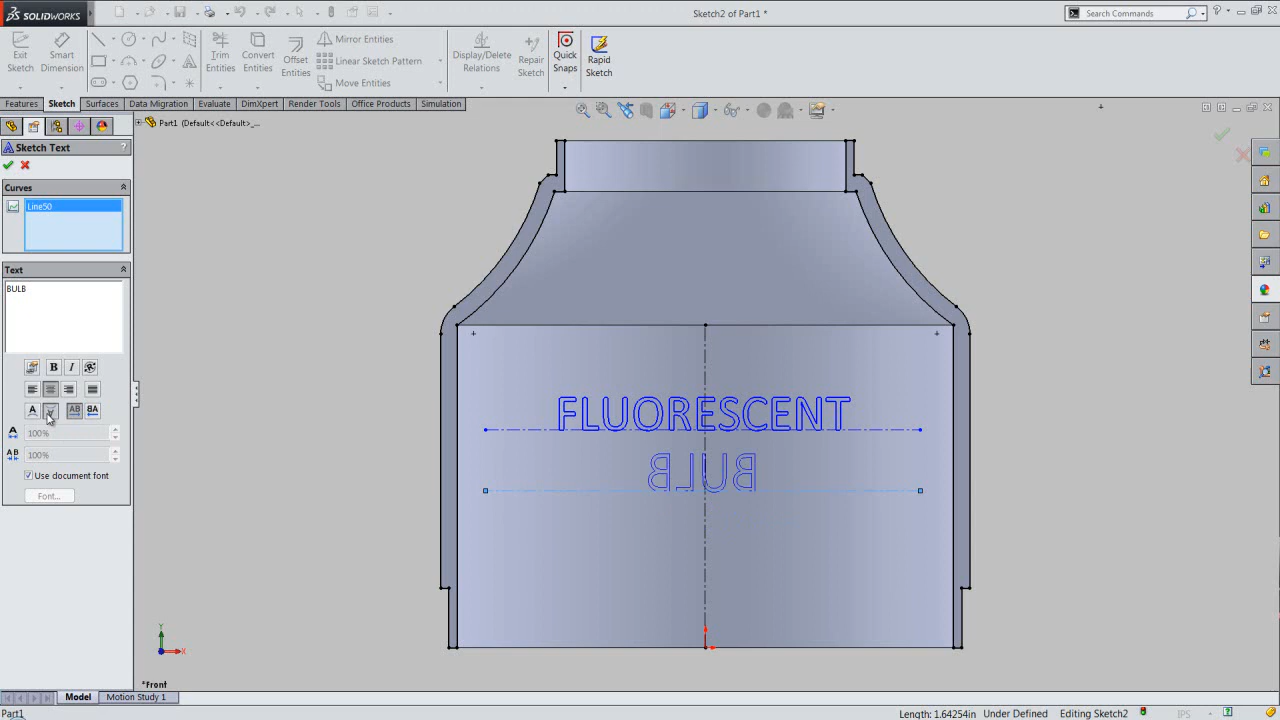 SOLIDWORKS
Sketch2 of Part1 *
Search Commands
Exit Sketch
Smart Dimension
Trim Entities
Convert Entities
Offset Entities
Mirror Entities
Linear Sketch Pattern
Move Entities
Display/Delete Relations
Repair Sketch
Quick Snaps
Rapid Sketch
Features
Sketch
Surfaces
Data Migration
Evaluate
DimXpert
Render Tools
Office Products
Simulation
Part1 (Default<<Default>_...
Sketch Text
?
Curves
Line50
Text
BULB
B
I
A
AB
100%
AB
100%
Use document font
Font...
FLUORESCENT
BULB
Y
X
*Front
Model
Motion Study 1
Part1
Length: 1.64254in
Under Defined
Editing Sketch2
IPS